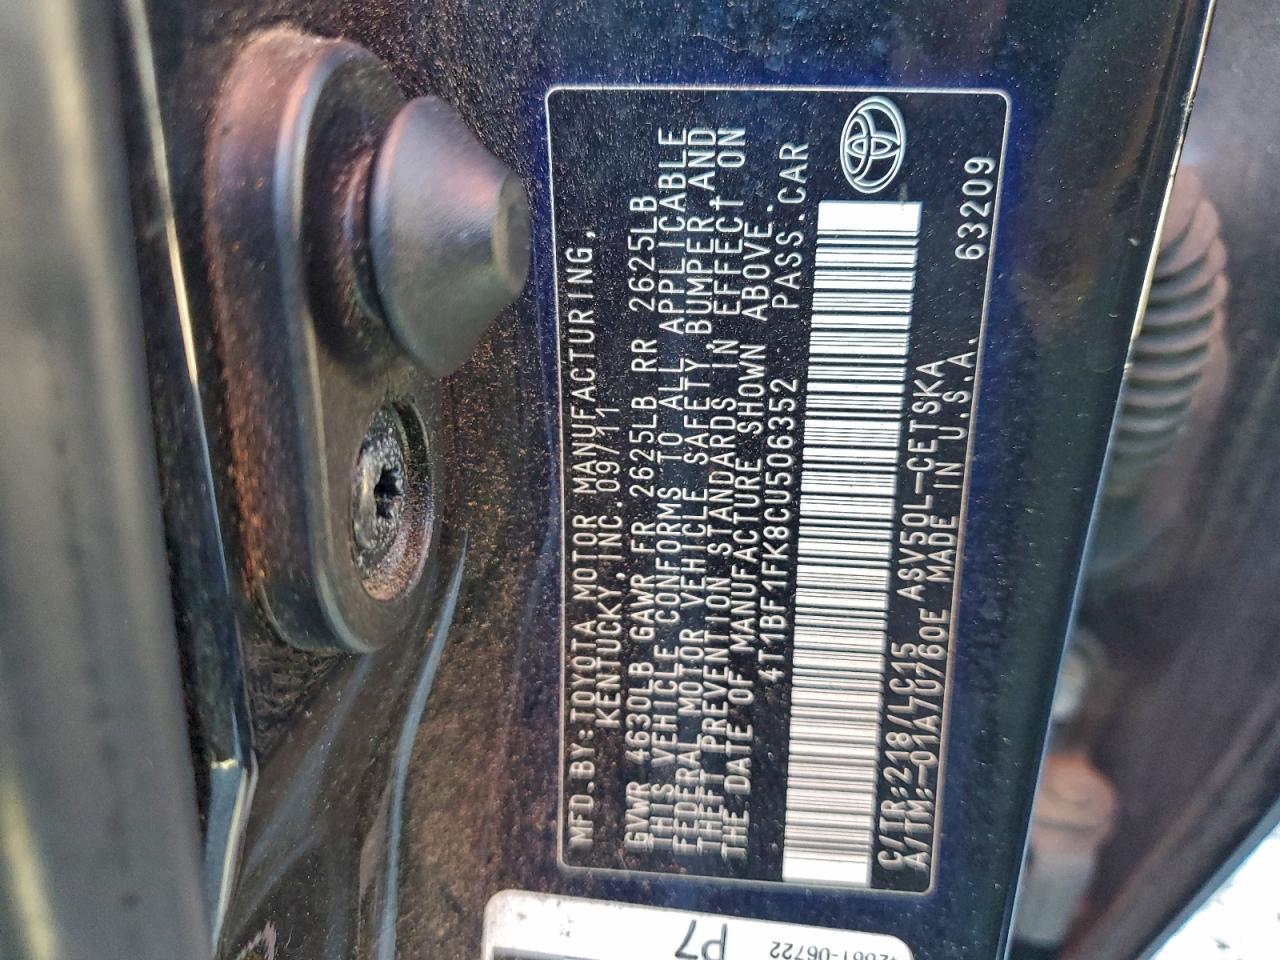 MFD.BY:TOYOTA MOTOR MANUFACTURING,
KENTUCKY,INC.09/11
GVWR 4630LB GAWR FR 2625LB RR 2625LB
THIS VEHICLE CONFORMS TO ALL APPLICABLE
FEDERAL MOTOR VEHICLE SAFETY,BUMPER,AND
THEFT PREVENTION STANDARDS IN EFFECT ON
THE DATE OF MANUFACTURE SHOWN ABOVE.
4T1BF1FK8CU506352 PASS.CAR
C/TR:218/LC15 ASV50L-CETSKA
A/TM:-01A/U760E MADE IN U.S.A. 63209
P7
42661-06722